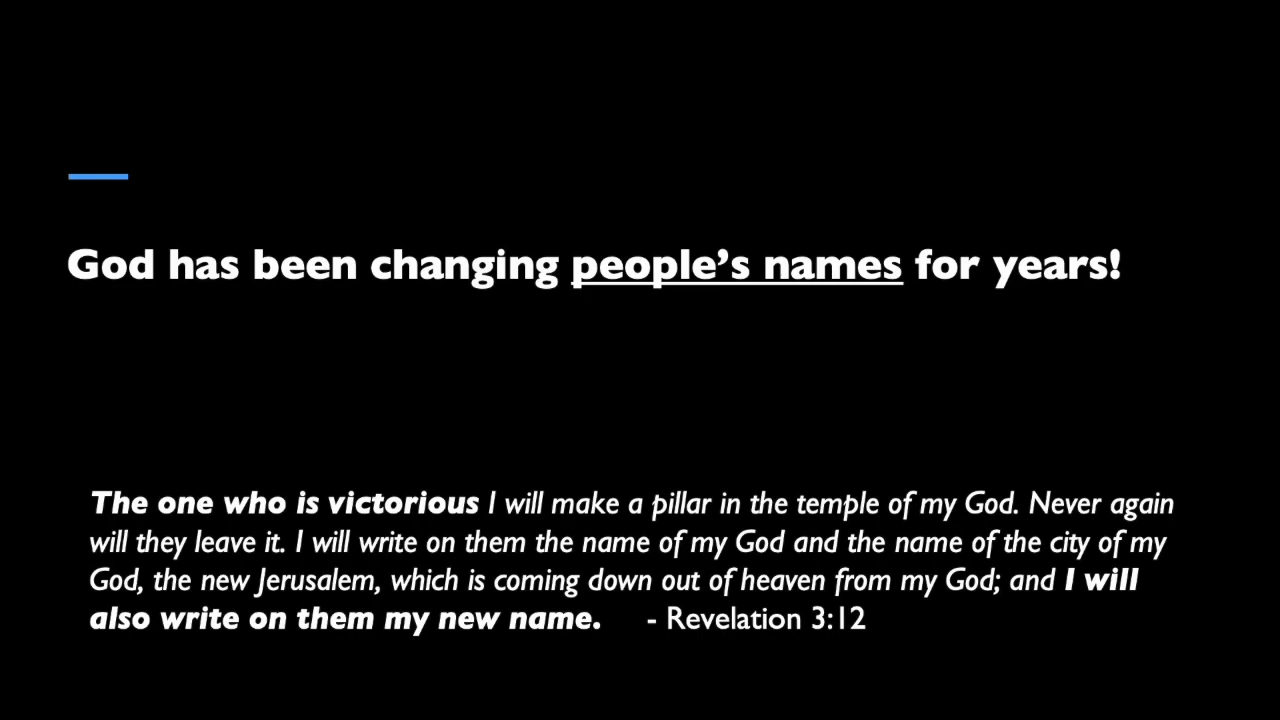 God has been changing people’s names for years!
The one who is victorious I will make a pillar in the temple of my God. Never again
will they leave it. I will write on them the name of my God and the name of the city of my
God, the new Jerusalem, which is coming down out of heaven from my God; and I will
also write on them my new name. - Revelation 3:12